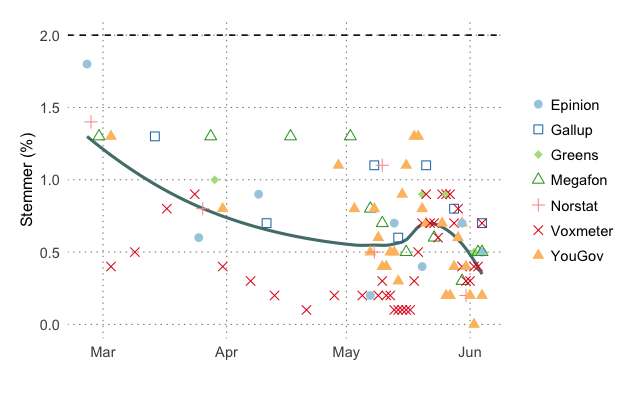 2.0
1.5
1.0
0.5
0.0
Stemmer (%)
Mar
Apr
May
Jun
Epinion
Gallup
Greens
Megafon
Norstat
Voxmeter
YouGov